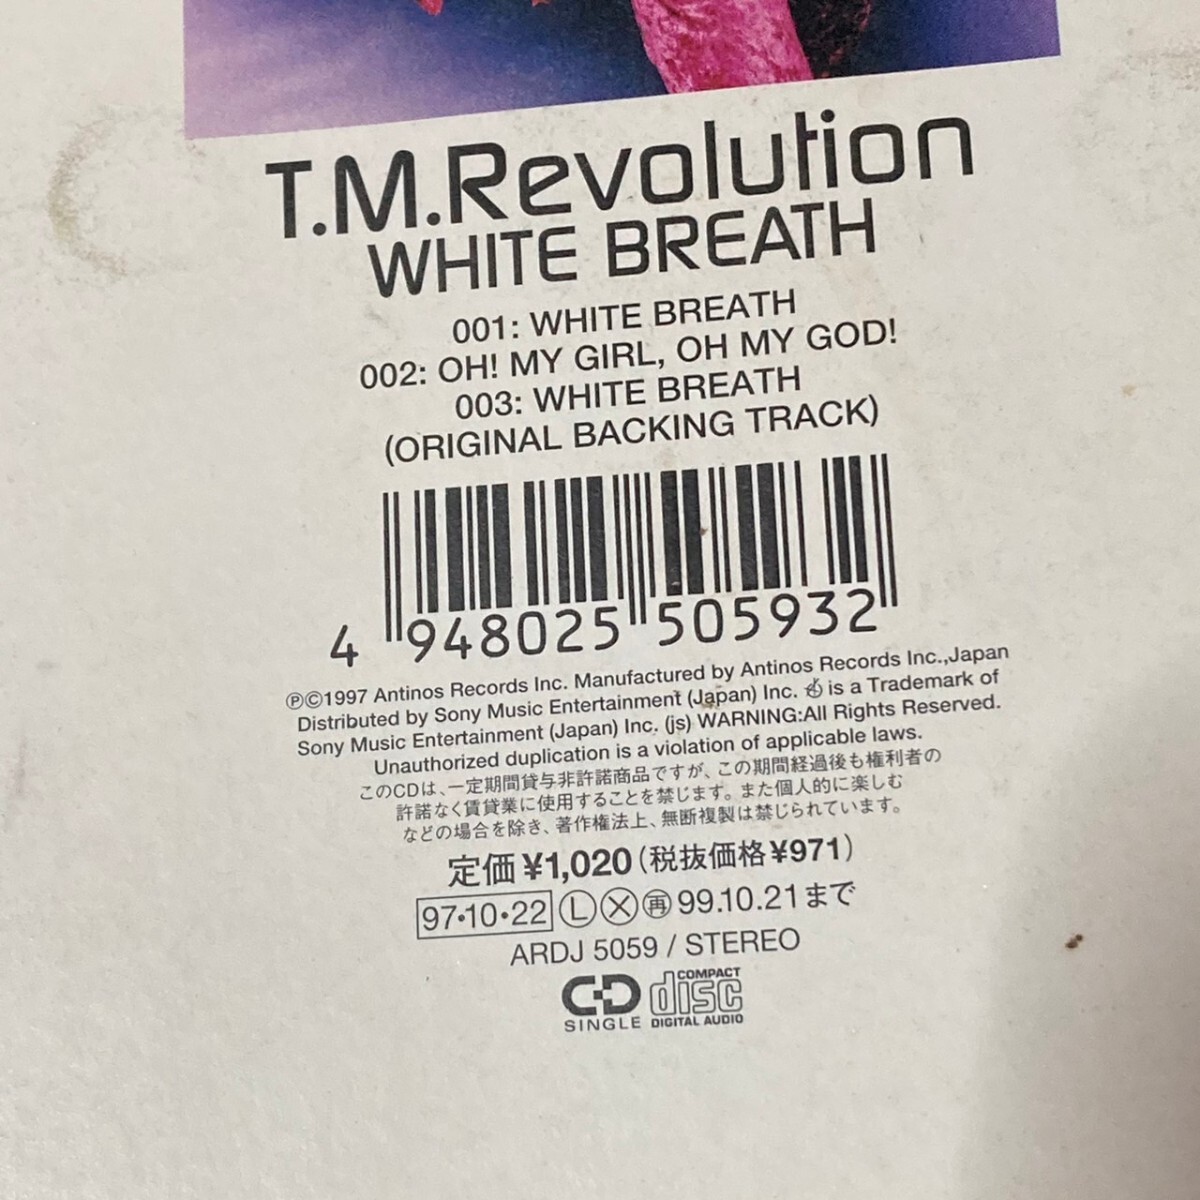 T.M.Revolution
WHITE BREATH
001: WHITE BREATH
002: OH! MY GIRL, OH MY GOD!
003: WHITE BREATH
(ORIGINAL BACKING TRACK)
4 948025 505932
Ⓟ©1997 Antinos Records Inc. Manufactured by Antinos Records Inc.,Japan
Distributed by Sony Music Entertainment (Japan) Inc. is a Trademark of
Sony Music Entertainment (Japan) Inc. (js) WARNING:All Rights Reserved.
Unauthorized duplication is a violation of applicable laws.
このCDは、一定期間貸与非許諾商品ですが、この期間経過後も権利者の
許諾なく賃貸業に使用することを禁じます。また個人的に楽しむ
などの場合を除き、著作権法上、無断複製は禁じられています。
定価¥1,020(税抜価格¥971)
97•10•22 Ⓛ Ⓧ ㊢99.10.21まで
ARDJ 5059 / STEREO
CD SINGLE COMPACT disc DIGITAL AUDIO